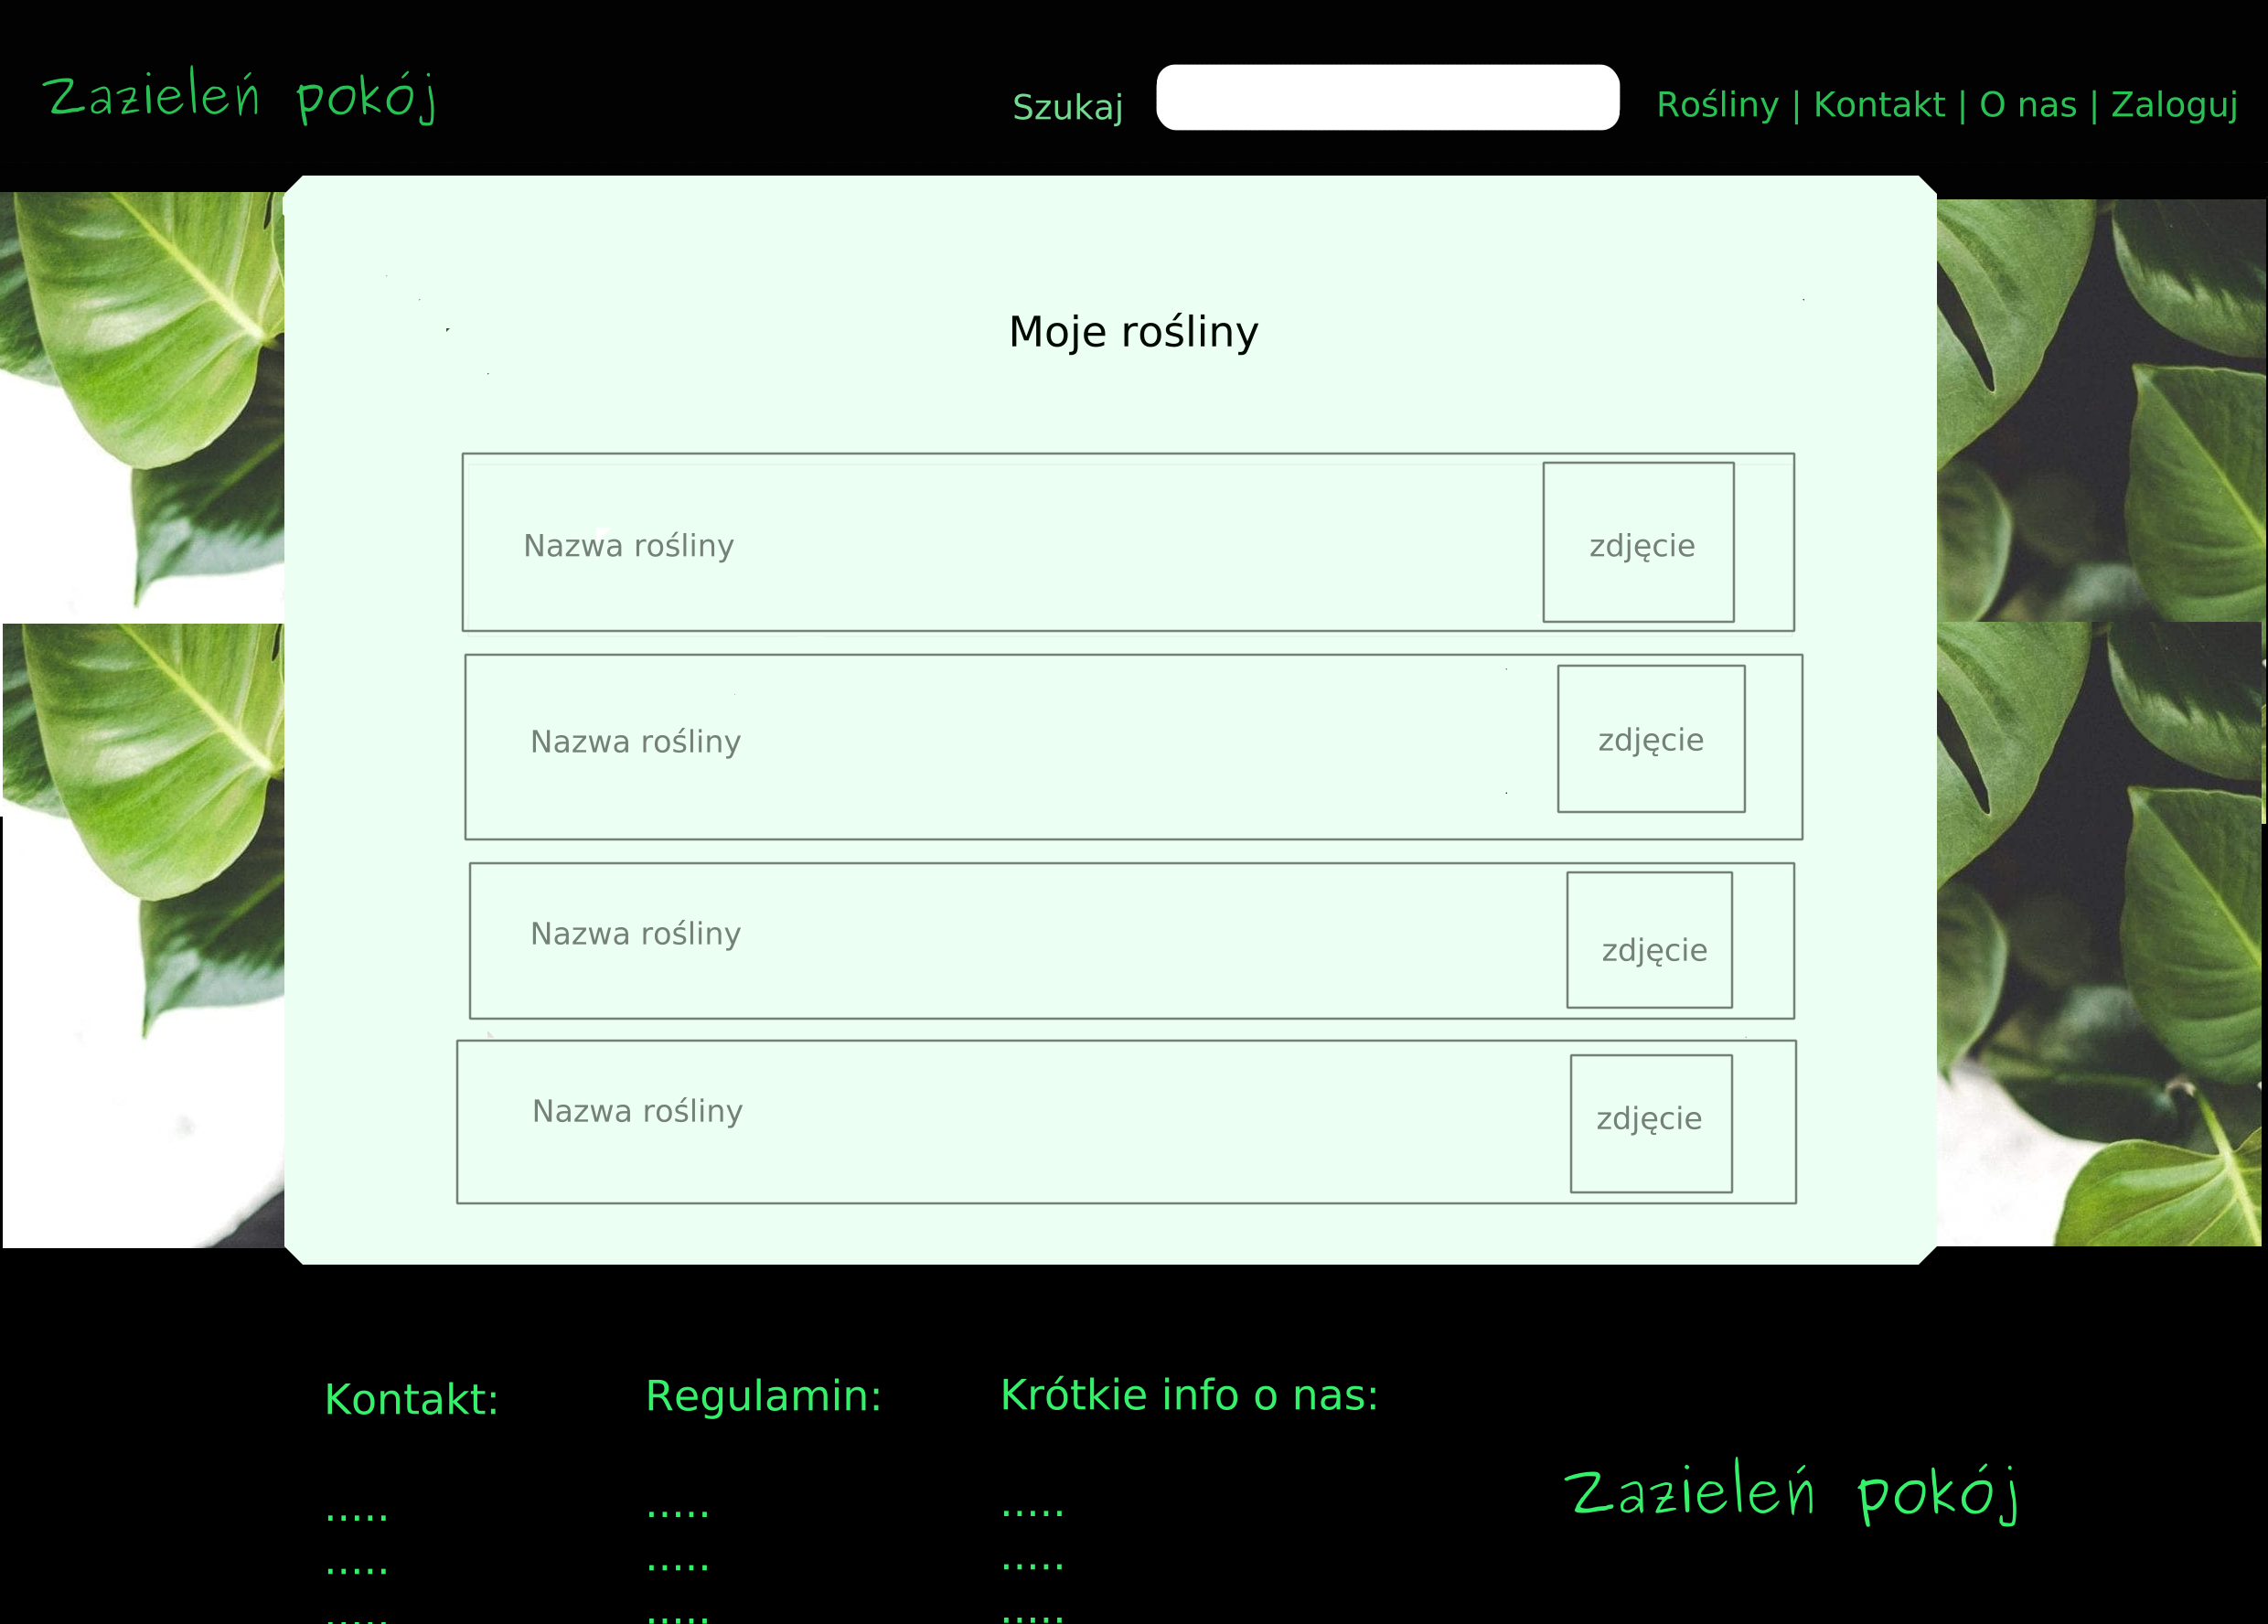 Zazieleń pokój
Szukaj
Rośliny | Kontakt | O nas | Zaloguj
Moje rośliny
Nazwa rośliny
zdjęcie
Nazwa rośliny
zdjęcie
Nazwa rośliny
zdjęcie
Nazwa rośliny
zdjęcie
Kontakt:
.....
.....
.....
Regulamin:
.....
.....
.....
Krótkie info o nas:
.....
.....
.....
Zazieleń pokój